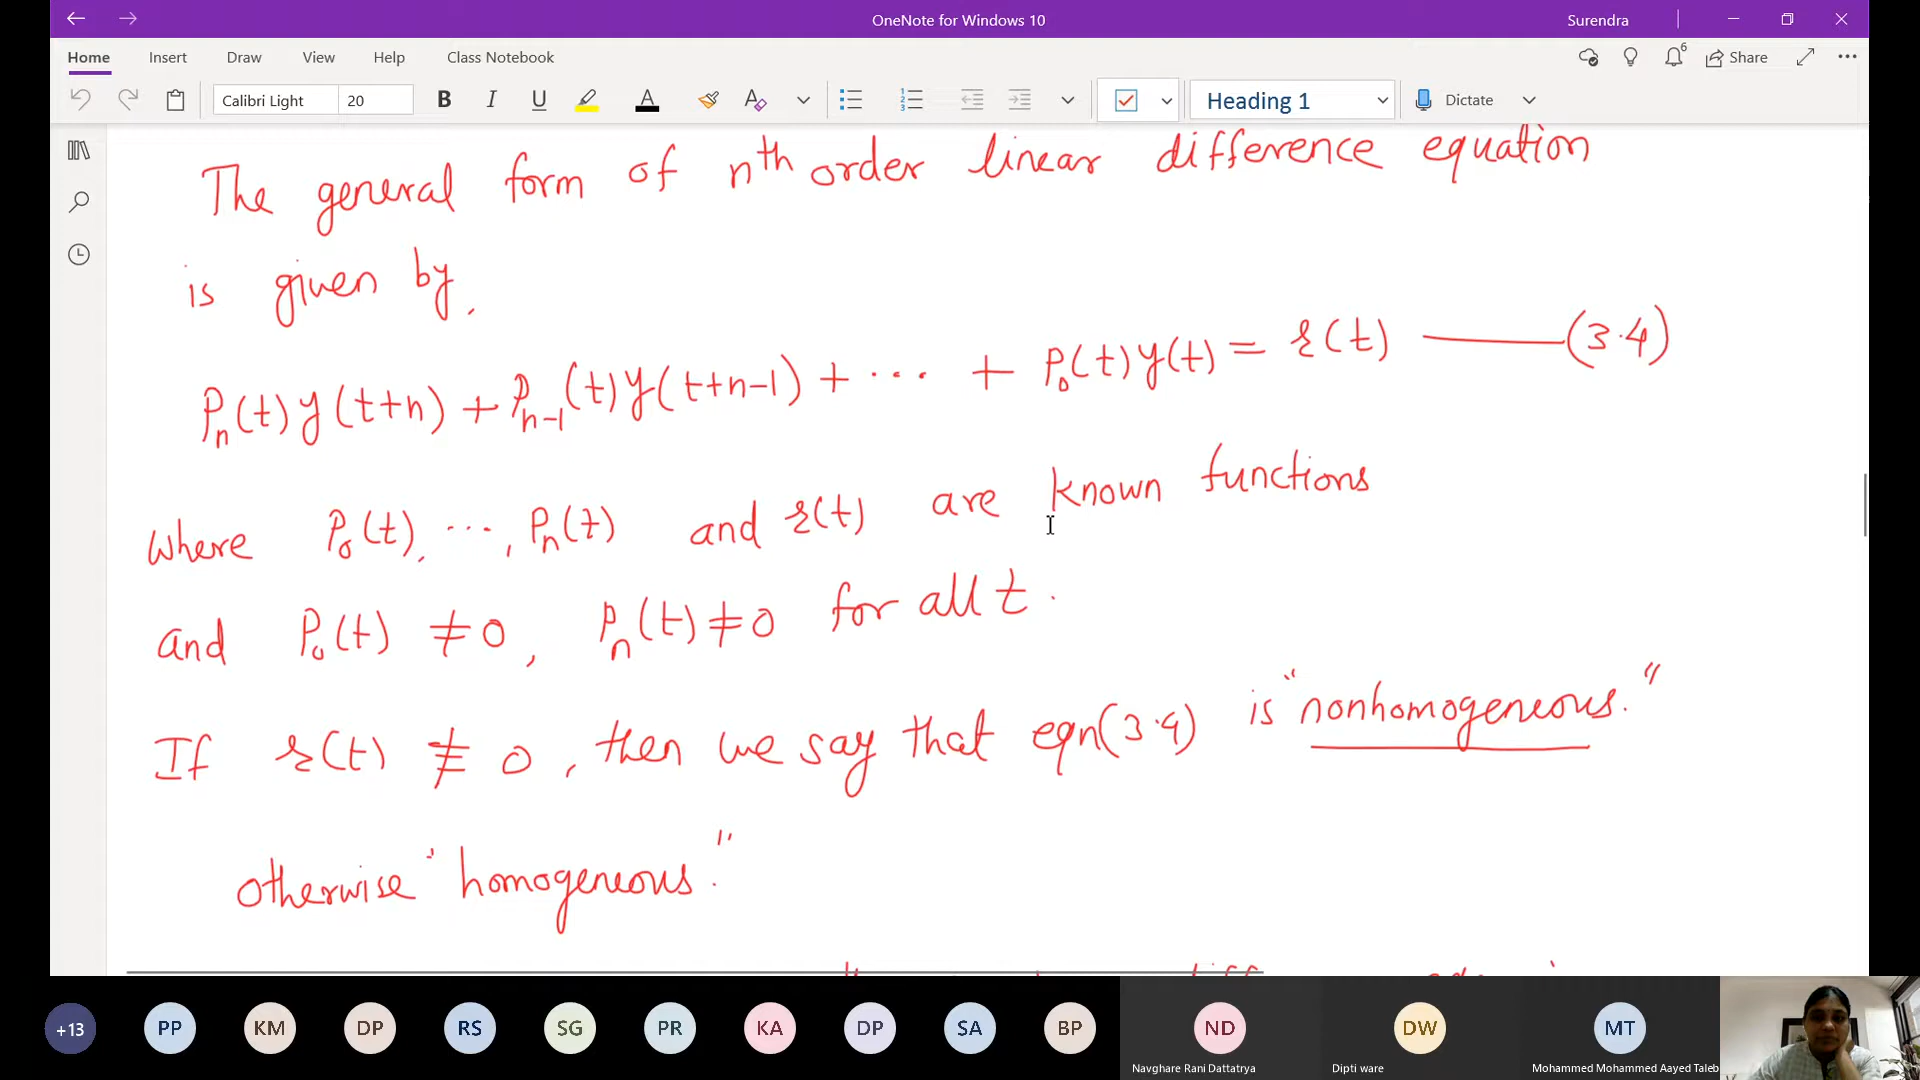 OneNote for Windows 10
Surendra
Home Insert Draw View Help Class Notebook
6
Share
Calibri Light 20 B I U A Heading 1 Dictate
The general form of nth order linear difference equation
is given by,
Pₙ(t)y(t+n) + Pₙ₋₁(t)y(t+n-1) + ... + P₀(t)y(t) = r(t) ——— (3.4)
where P₀(t), ..., Pₙ(t) and r(t) are known functions
and P₀(t) ≠ 0, Pₙ(t) ≠ 0 for all t.
If r(t) ≢ 0, then we say that eqn(3.4) is "nonhomogeneous."
otherwise "homogeneous."
+13 PP KM DP RS SG PR KA DP SA BP ND DW MT
Navghare Rani Dattatrya Dipti ware Mohammed Mohammed Aayed Taleb